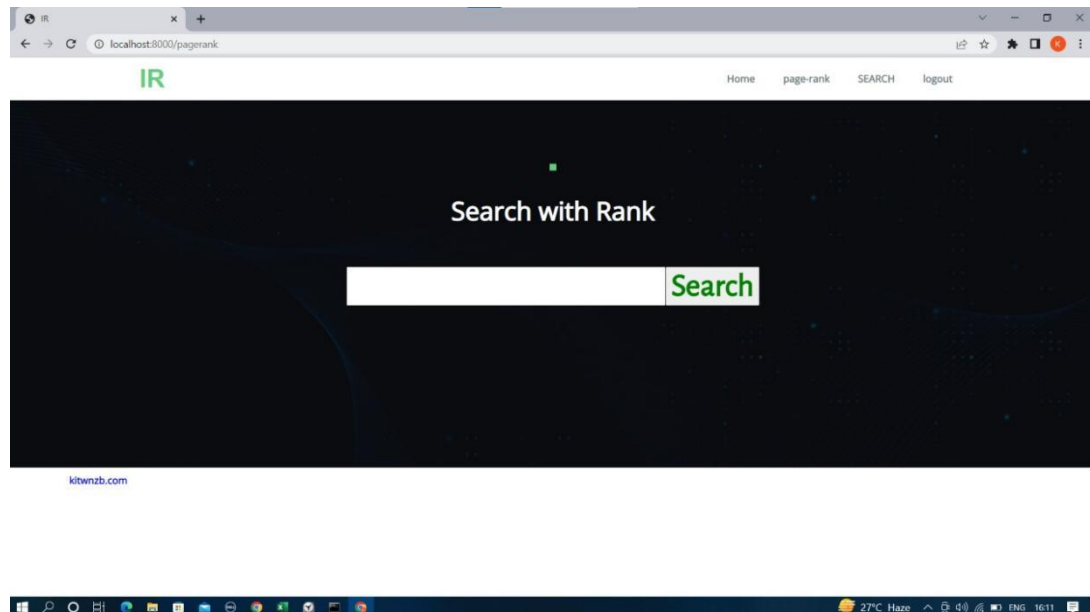 IR
localhost:8000/pagerank
IR
Home page-rank SEARCH logout
Search with Rank
Search
kitwnzb.com
27°C Haze ENG 16:11